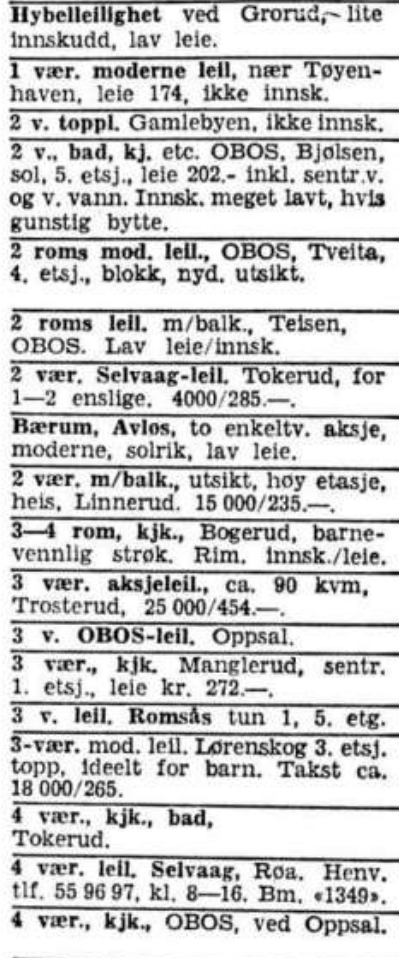 Hybelleilighet ved Grorud, lite
innskudd, lav leie.
1 vær. moderne leil, nær Tøyen-
haven, leie 174, ikke innsk.
2 v. toppl. Gamlebyen, ikke innsk.
2 v., bad, kj. etc. OBOS, Bjølsen,
sol, 5. etsj., leie 202.- inkl. sentr.v.
og v. vann. Innsk. meget lavt, hvis
gunstig bytte.
2 roms mod. leil., OBOS, Tveita,
4. etsj., blokk, nyd. utsikt.
2 roms leil. m/balk., Teisen,
OBOS. Lav leie/innsk.
2 vær. Selvaag-leil. Tokerud, for
1—2 enslige. 4000/285.—.
Bærum, Avløs, to enkeltv. aksje,
moderne, solrik, lav leie.
2 vær. m/balk., utsikt, høy etasje,
heis, Linnerud. 15 000/235.—.
3—4 rom, kjk., Bogerud, barne-
vennlig strøk. Rim. innsk./leie.
3 vær. aksjeleil., ca. 90 kvm,
Trosterud, 25 000/454.—.
3 v. OBOS-leil. Oppsal.
3 vær., kjk. Manglerud, sentr.
1. etsj., leie kr. 272.—.
3 v. leil. Romsås tun 1, 5. etg.
3-vær. mod. leil. Lørenskog 3. etsj.
topp, ideelt for barn. Takst ca.
18 000/265.
4 vær., kjk., bad,
Tokerud.
4 vær. leil. Selvaag, Røa. Henv.
tlf. 55 96 97, kl. 8—16. Bm. «1349».
4 vær., kjk., OBOS, ved Oppsal.